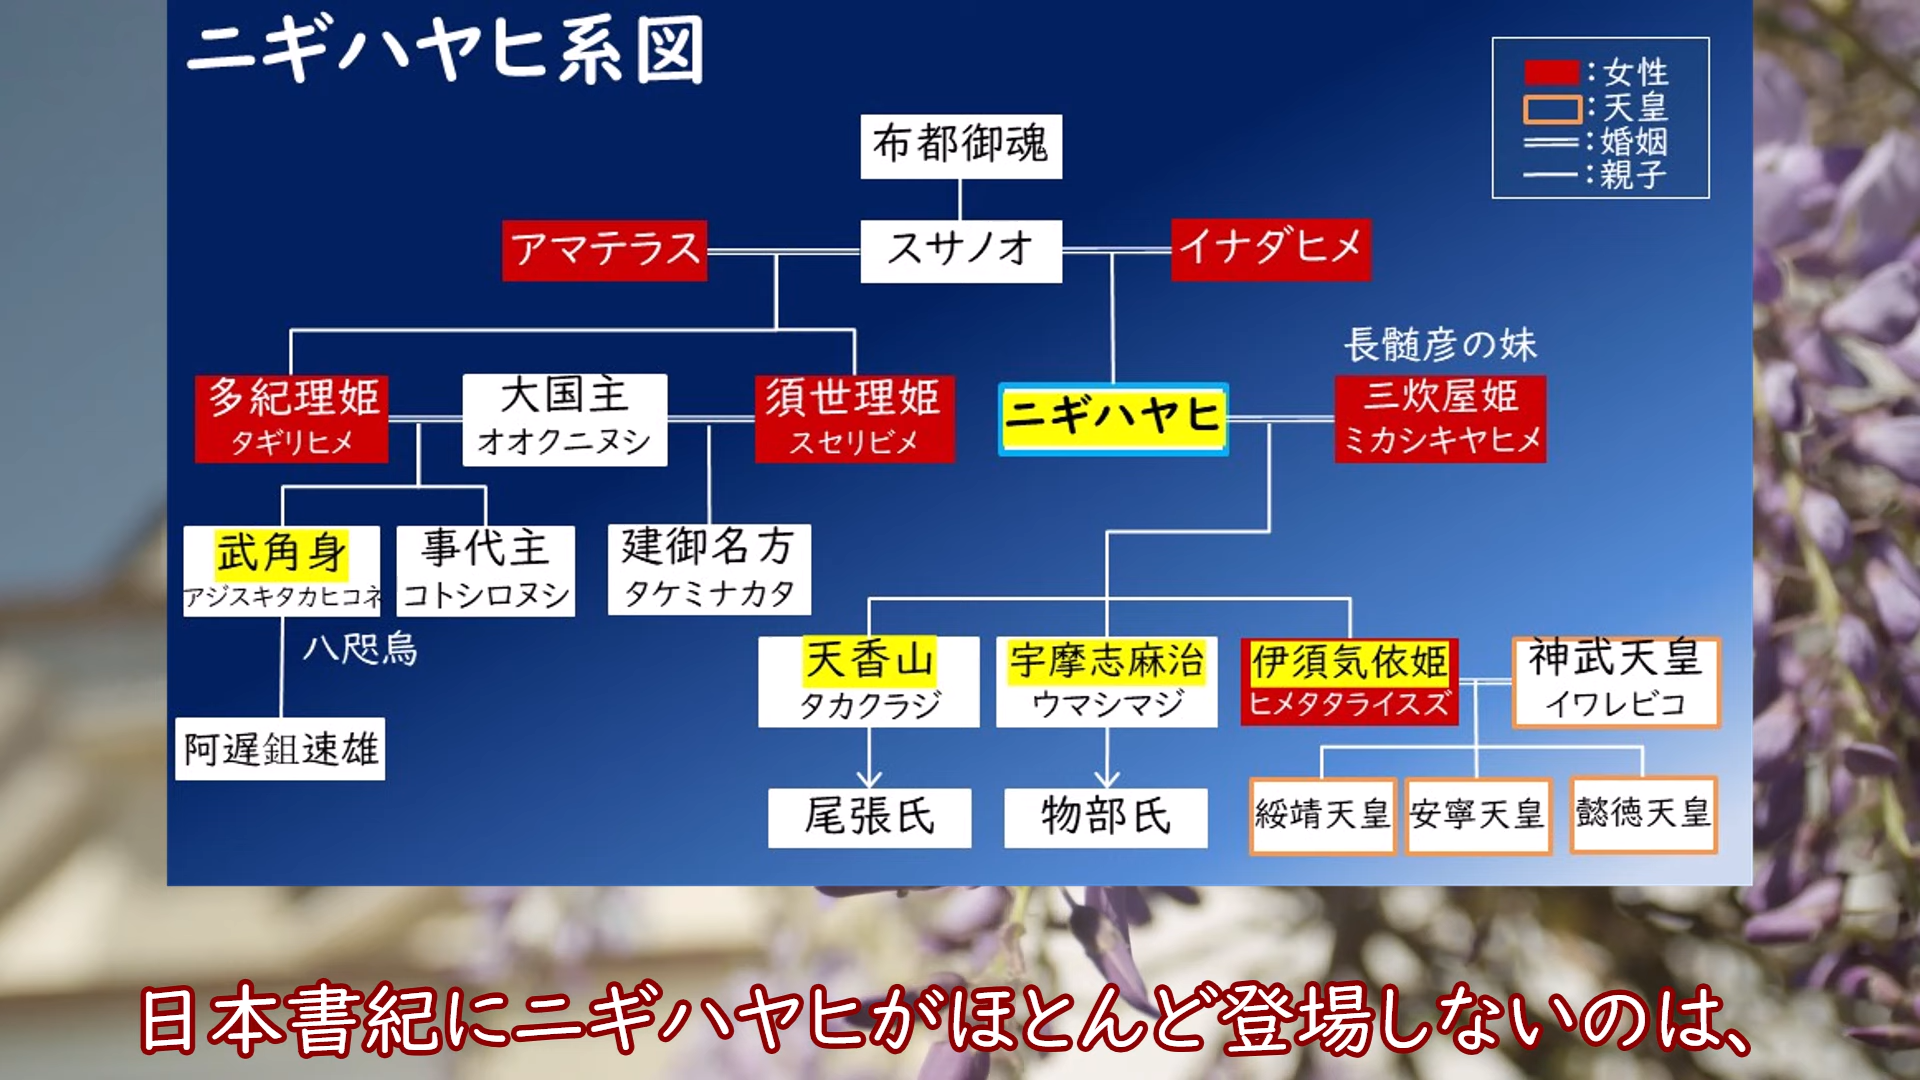 ニギハヤヒ系図
：女性
：天皇
：婚姻
：親子
布都御魂
アマテラス
スサノオ
イナダヒメ
長髄彦の妹
多紀理姫
タギリヒメ
大国主
オオクニヌシ
須世理姫
スセリビメ
ニギハヤヒ
三炊屋姫
ミカシキヤヒメ
武角身
アジスキタカヒコネ
事代主
コトシロヌシ
建御名方
タケミナカタ
八咫烏
天香山
タカクラジ
宇摩志麻治
ウマシマジ
伊須気依姫
ヒメタタライスズ
神武天皇
イワレビコ
阿遅鉏速雄
尾張氏
物部氏
綏靖天皇
安寧天皇
懿徳天皇
日本書紀にニギハヤヒがほとんど登場しないのは、